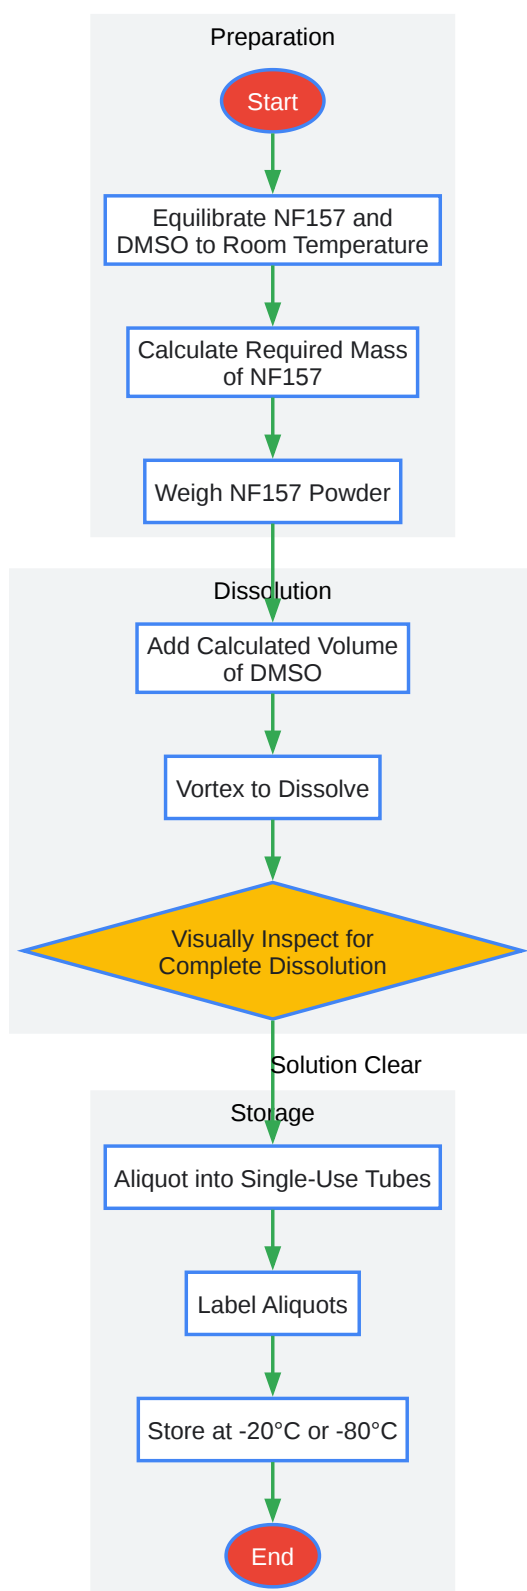 Preparation
Start
Equilibrate NF157 and
DMSO to Room Temperature
Calculate Required Mass
of NF157
Weigh NF157 Powder
Dissolution
Add Calculated Volume
of DMSO
Vortex to Dissolve
Visually Inspect for
Complete Dissolution
Solution Clear
Storage
Aliquot into Single-Use Tubes
Label Aliquots
Store at -20°C or -80°C
End